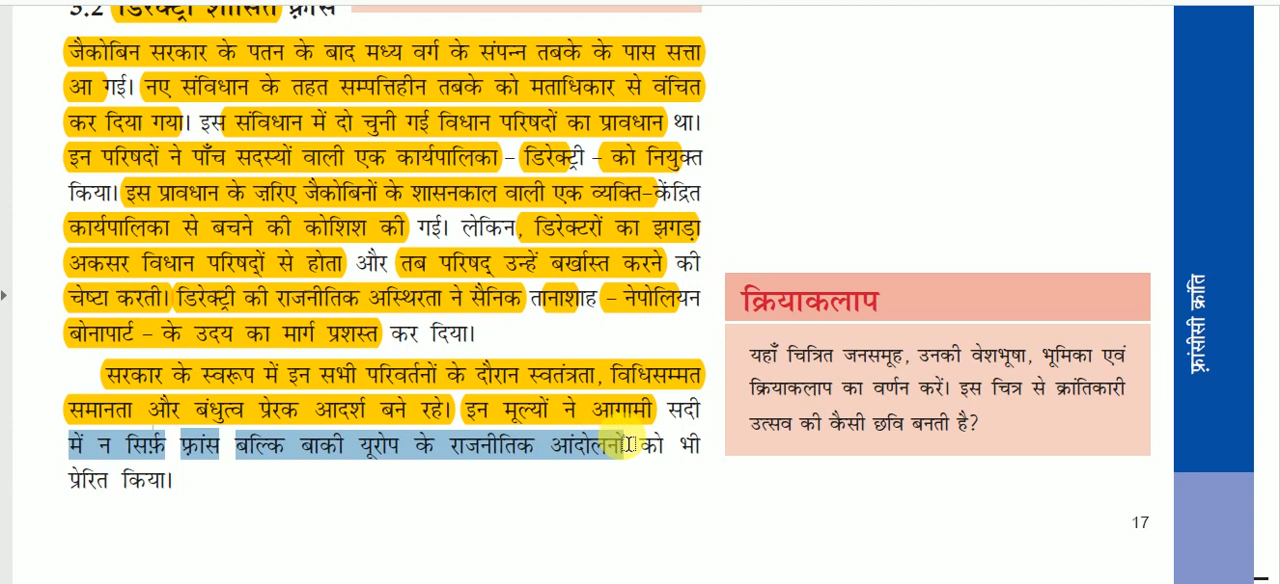 3.2 डिरेक्ट्री शासित फ़्रांस
जैकोबिन सरकार के पतन के बाद मध्य वर्ग के संपन्न तबके के पास सत्ता
आ गई। नए संविधान के तहत सम्पत्तिहीन तबके को मताधिकार से वंचित
कर दिया गया। इस संविधान में दो चुनी गई विधान परिषदों का प्रावधान था।
इन परिषदों ने पाँच सदस्यों वाली एक कार्यपालिका – डिरेक्ट्री – को नियुक्त
किया। इस प्रावधान के ज़रिए जैकोबिनों के शासनकाल वाली एक व्यक्ति-केंद्रित
कार्यपालिका से बचने की कोशिश की गई। लेकिन, डिरेक्टरों का झगड़ा
अकसर विधान परिषदों से होता और तब परिषद् उन्हें बर्ख़ास्त करने की
चेष्टा करती। डिरेक्ट्री की राजनीतिक अस्थिरता ने सैनिक तानाशाह – नेपोलियन
बोनापार्ट – के उदय का मार्ग प्रशस्त कर दिया।
सरकार के स्वरूप में इन सभी परिवर्तनों के दौरान स्वतंत्रता, विधिसम्मत
समानता और बंधुत्व प्रेरक आदर्श बने रहे। इन मूल्यों ने आगामी सदी
में न सिर्फ़ फ़्रांस बल्कि बाकी यूरोप के राजनीतिक आंदोलनों को भी
प्रेरित किया।
क्रियाकलाप
यहाँ चित्रित जनसमूह, उनकी वेशभूषा, भूमिका एवं
क्रियाकलाप का वर्णन करें। इस चित्र से क्रांतिकारी
उत्सव की कैसी छवि बनती है?
फ़्रांसीसी क्रांति
17